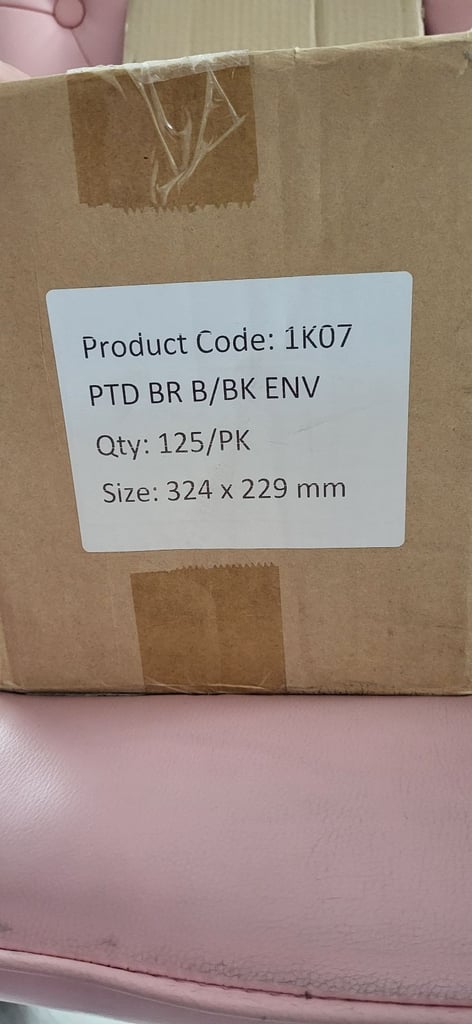 Product Code: 1K07
PTD BR B/BK ENV
Qty: 125/PK
Size: 324 x 229 mm